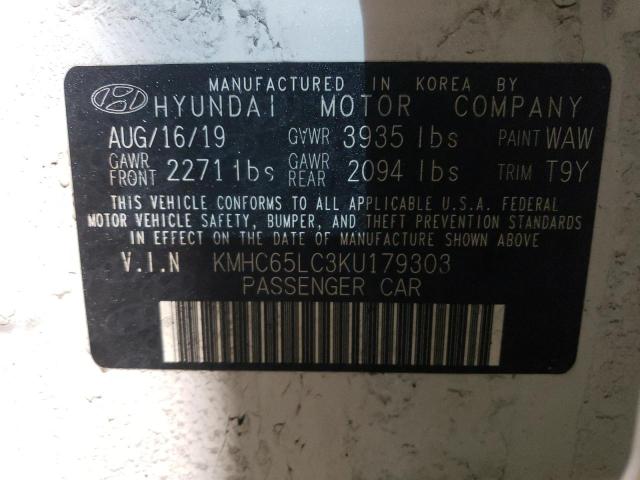 MANUFACTURED IN KOREA BY
HYUNDAI MOTOR COMPANY
AUG/16/19 GVWR 3935 lbs PAINT WAW
GAWR FRONT 2271 lbs GAWR REAR 2094 lbs TRIM T9Y
THIS VEHICLE CONFORMS TO ALL APPLICABLE U.S.A. FEDERAL
MOTOR VEHICLE SAFETY, BUMPER, AND THEFT PREVENTION STANDARDS
IN EFFECT ON THE DATE OF MANUFACTURE SHOWN ABOVE
V.I.N KMHC65LC3KU179303
PASSENGER CAR